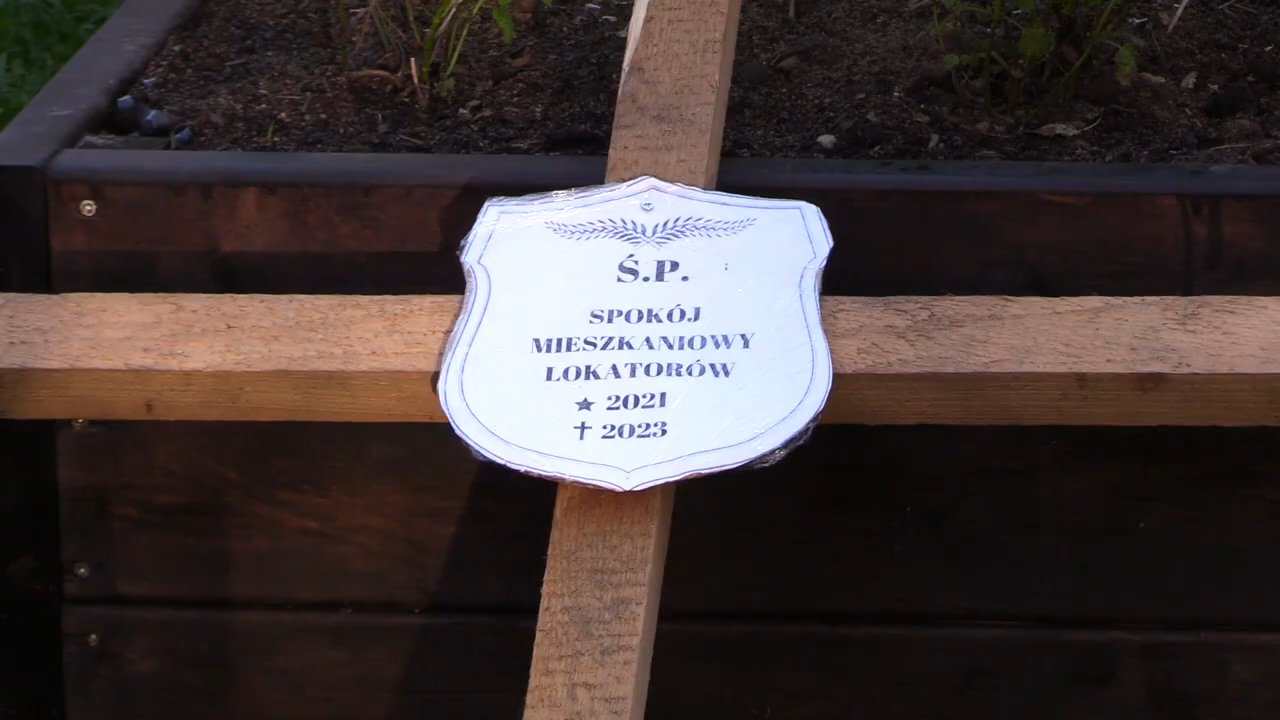 Ś.P.
SPOKÓJ
MIESZKANIOWY
LOKATORÓW
★ 2021
✝ 2023